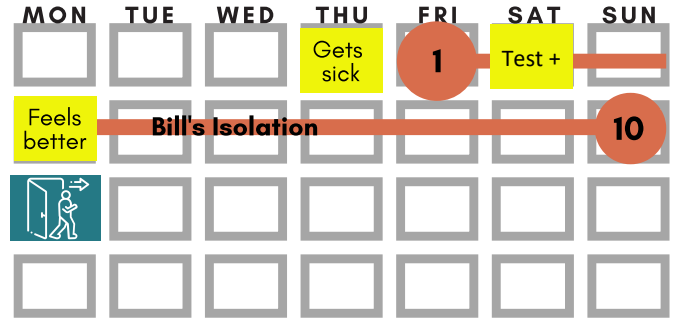 MON TUE WED THU FRI SAT SUN
Gets
sick
1
Test +
Feels
better
Bill's Isolation
10